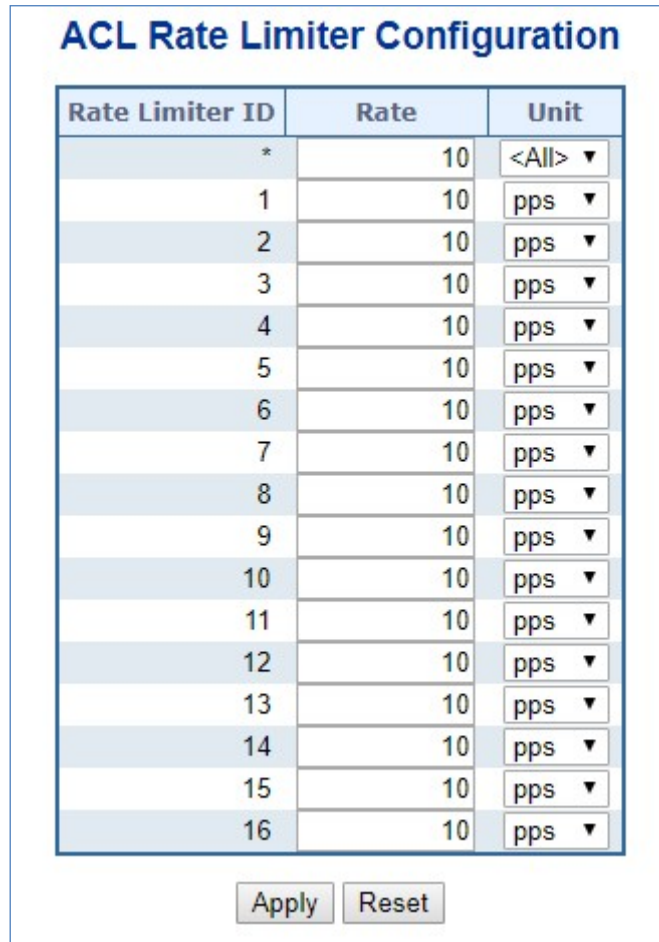 ACL Rate Limiter Configuration
Rate Limiter ID Rate Unit
* 10 <All>
1 10 pps
2 10 pps
3 10 pps
4 10 pps
5 10 pps
6 10 pps
7 10 pps
8 10 pps
9 10 pps
10 10 pps
11 10 pps
12 10 pps
13 10 pps
14 10 pps
15 10 pps
16 10 pps
Apply Reset